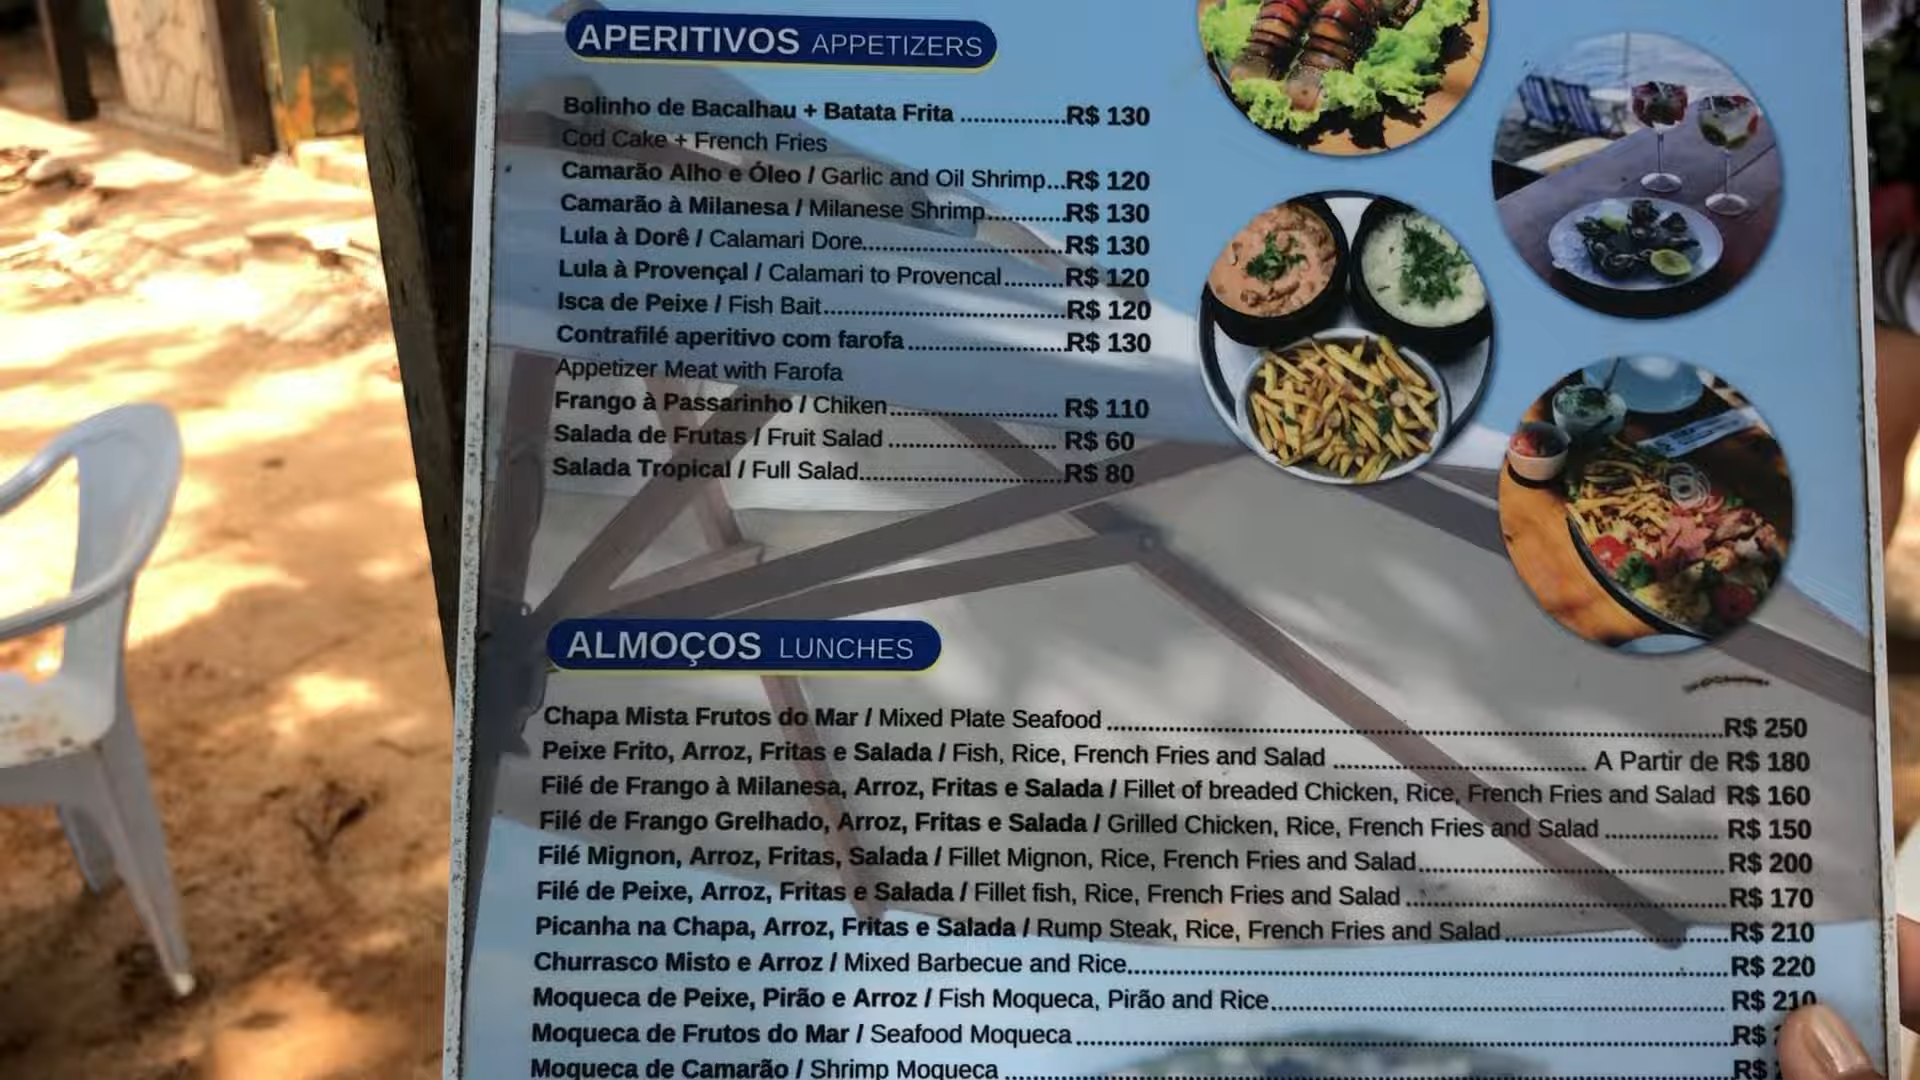 APERITIVOS APPETIZERS
Bolinho de Bacalhau + Batata Frita ................R$ 130
Cod Cake + French Fries
Camarão Alho e Óleo / Garlic and Oil Shrimp...R$ 120
Camarão à Milanesa / Milanese Shrimp............R$ 130
Lula à Dorê / Calamari Dore...............................R$ 130
Lula à Provençal / Calamari to Provencal.........R$ 120
Isca de Peixe / Fish Bait.....................................R$ 120
Contrafilé aperitivo com farofa ........................R$ 130
Appetizer Meat with Farofa
Frango à Passarinho / Chiken.......................... R$ 110
Salada de Frutas / Fruit Salad .......................... R$ 60
Salada Tropical / Full Salad................................R$ 80
ALMOÇOS LUNCHES
Chapa Mista Frutos do Mar / Mixed Plate Seafood ..............................R$ 250
Peixe Frito, Arroz, Fritas e Salada / Fish, Rice, French Fries and Salad .............................. A Partir de R$ 180
Filé de Frango à Milanesa, Arroz, Fritas e Salada / Fillet of breaded Chicken, Rice, French Fries and Salad R$ 160
Filé de Frango Grelhado, Arroz, Fritas e Salada / Grilled Chicken, Rice, French Fries and Salad ................. R$ 150
Filé Mignon, Arroz, Fritas, Salada / Fillet Mignon, Rice, French Fries and Salad..............................R$ 200
Filé de Peixe, Arroz, Fritas e Salada / Fillet fish, Rice, French Fries and Salad ..............................R$ 170
Picanha na Chapa, Arroz, Fritas e Salada / Rump Steak, Rice, French Fries and Salad..............................R$ 210
Churrasco Misto e Arroz / Mixed Barbecue and Rice..............................R$ 220
Moqueca de Peixe, Pirão e Arroz / Fish Moqueca, Pirão and Rice.............................. R$ 210
Moqueca de Frutos do Mar / Seafood Moqueca ..............................R$
Moqueca de Camarão / Shrimp Moqueca ..............................R$